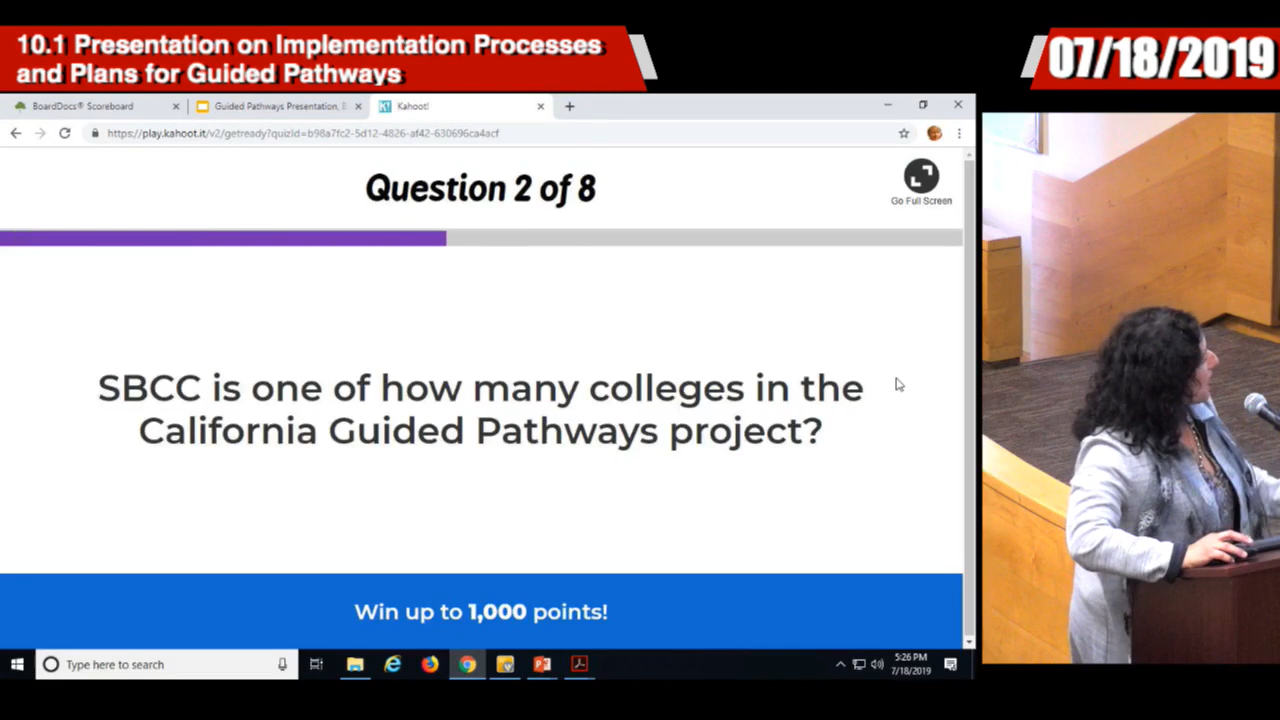 10.1 Presentation on Implementation Processes
and Plans for Guided Pathways
07/18/2019
BoardDocs® Scoreboard
Guided Pathways Presentation, B
Kahoot!
https://play.kahoot.it/v2/getready?quizId=b98a7fc2-5d12-4826-af42-630696ca4acf
Question 2 of 8
Go Full Screen
SBCC is one of how many colleges in the
California Guided Pathways project?
Win up to 1,000 points!
Type here to search
5:26 PM
7/18/2019